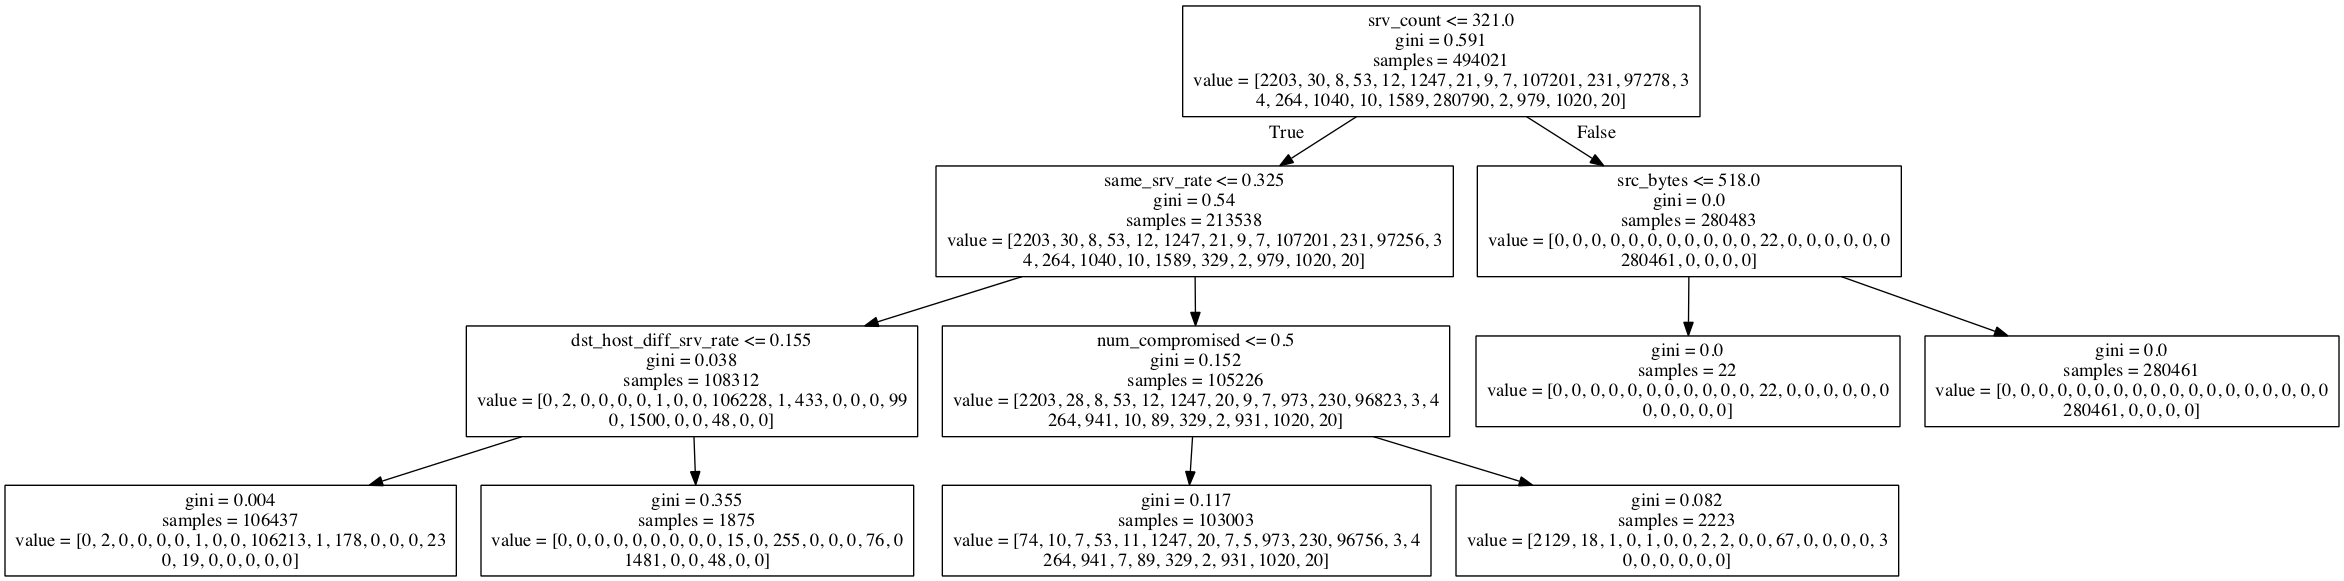 srv_count <= 321.0
gini = 0.591
samples = 494021
value = [2203, 30, 8, 53, 12, 1247, 21, 9, 7, 107201, 231, 97278, 3
4, 264, 1040, 10, 1589, 280790, 2, 979, 1020, 20]
True
False
same_srv_rate <= 0.325
gini = 0.54
samples = 213538
value = [2203, 30, 8, 53, 12, 1247, 21, 9, 7, 107201, 231, 97256, 3
4, 264, 1040, 10, 1589, 329, 2, 979, 1020, 20]
src_bytes <= 518.0
gini = 0.0
samples = 280483
value = [0, 0, 0, 0, 0, 0, 0, 0, 0, 0, 0, 22, 0, 0, 0, 0, 0, 0
280461, 0, 0, 0, 0]
dst_host_diff_srv_rate <= 0.155
gini = 0.038
samples = 108312
value = [0, 2, 0, 0, 0, 0, 1, 0, 0, 106228, 1, 433, 0, 0, 0, 99
0, 1500, 0, 0, 48, 0, 0]
num_compromised <= 0.5
gini = 0.152
samples = 105226
value = [2203, 28, 8, 53, 12, 1247, 20, 9, 7, 973, 230, 96823, 3, 4
264, 941, 10, 89, 329, 2, 931, 1020, 20]
gini = 0.0
samples = 22
value = [0, 0, 0, 0, 0, 0, 0, 0, 0, 0, 0, 22, 0, 0, 0, 0, 0, 0
0, 0, 0, 0, 0]
gini = 0.0
samples = 280461
value = [0, 0, 0, 0, 0, 0, 0, 0, 0, 0, 0, 0, 0, 0, 0, 0, 0, 0
280461, 0, 0, 0, 0]
gini = 0.004
samples = 106437
value = [0, 2, 0, 0, 0, 0, 1, 0, 0, 106213, 1, 178, 0, 0, 0, 23
0, 19, 0, 0, 0, 0, 0]
gini = 0.355
samples = 1875
value = [0, 0, 0, 0, 0, 0, 0, 0, 0, 15, 0, 255, 0, 0, 0, 76, 0
1481, 0, 0, 48, 0, 0]
gini = 0.117
samples = 103003
value = [74, 10, 7, 53, 11, 1247, 20, 7, 5, 973, 230, 96756, 3, 4
264, 941, 7, 89, 329, 2, 931, 1020, 20]
gini = 0.082
samples = 2223
value = [2129, 18, 1, 0, 1, 0, 0, 2, 2, 0, 0, 67, 0, 0, 0, 0, 3
0, 0, 0, 0, 0, 0]